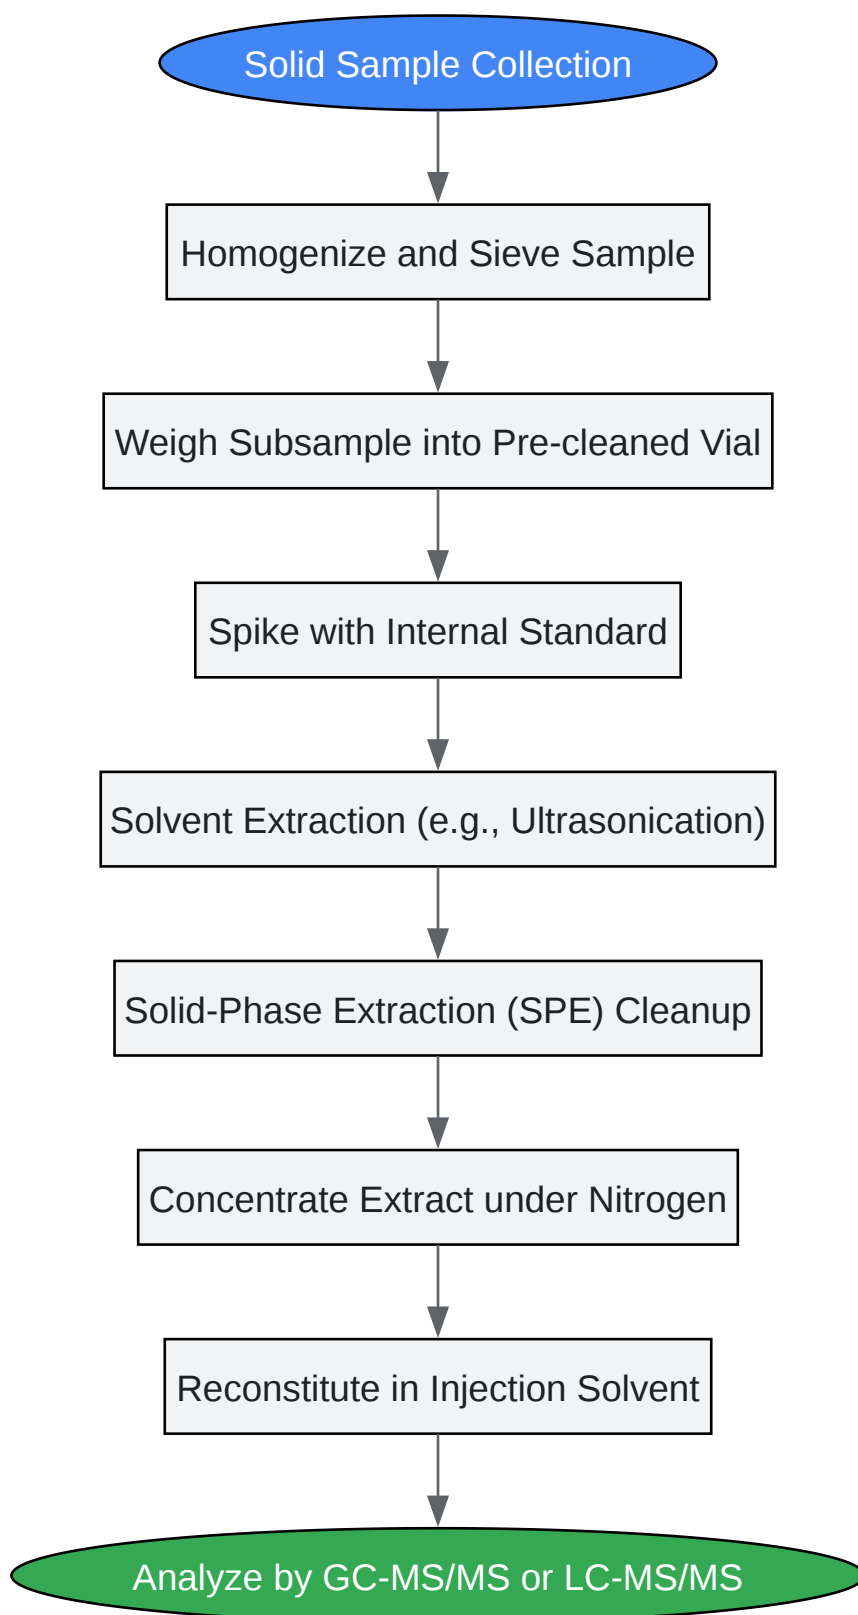 Solid Sample Collection
Homogenize and Sieve Sample
Weigh Subsample into Pre-cleaned Vial
Spike with Internal Standard
Solvent Extraction (e.g., Ultrasonication)
Solid-Phase Extraction (SPE) Cleanup
Concentrate Extract under Nitrogen
Reconstitute in Injection Solvent
Analyze by GC-MS/MS or LC-MS/MS